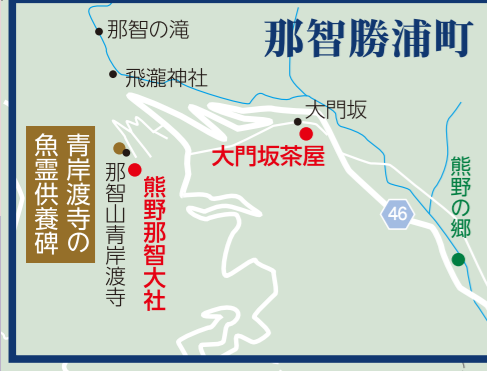 那智勝浦町
那智の滝
飛瀧神社
大門坂
大門坂茶屋
46
熊野の郷
熊野那智大社
那智山青岸渡寺
青岸渡寺の
魚霊供養碑